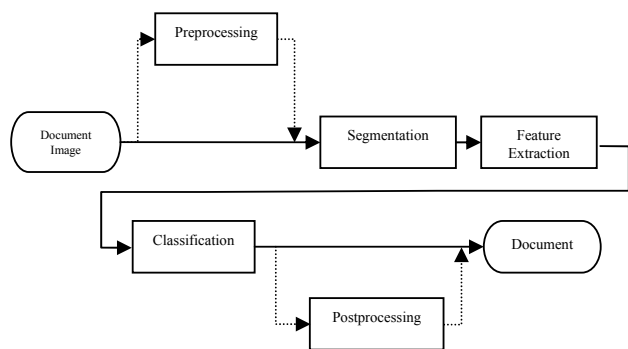 Preprocessing
Document
Image
Segmentation
Feature
Extraction
Classification
Document
Postprocessing